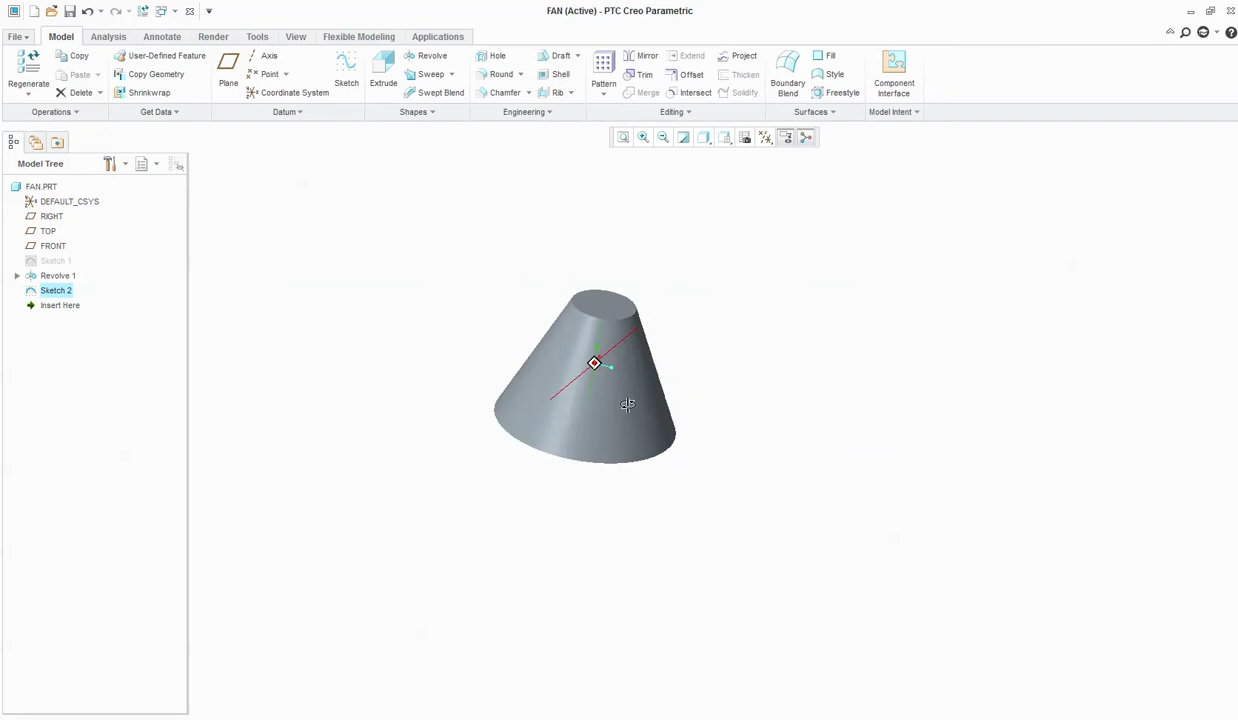 FAN (Active) - PTC Creo Parametric
File Model Analysis Annotate Render Tools View Flexible Modeling Applications
Regenerate
Copy
Paste
Delete
Operations
User-Defined Feature
Copy Geometry
Shrinkwrap
Get Data
Plane
Axis
Point
Coordinate System
Sketch
Datum
Extrude
Revolve
Sweep
Swept Blend
Shapes
Hole
Round
Chamfer
Draft
Shell
Rib
Engineering
Pattern
Mirror
Trim
Merge
Extend
Offset
Intersect
Project
Thicken
Solidify
Editing
Boundary
Blend
Fill
Style
Freestyle
Surfaces
Component
Interface
Model Intent
Model Tree
FAN.PRT
DEFAULT_CSYS
RIGHT
TOP
FRONT
Sketch 1
Revolve 1
Sketch 2
Insert Here